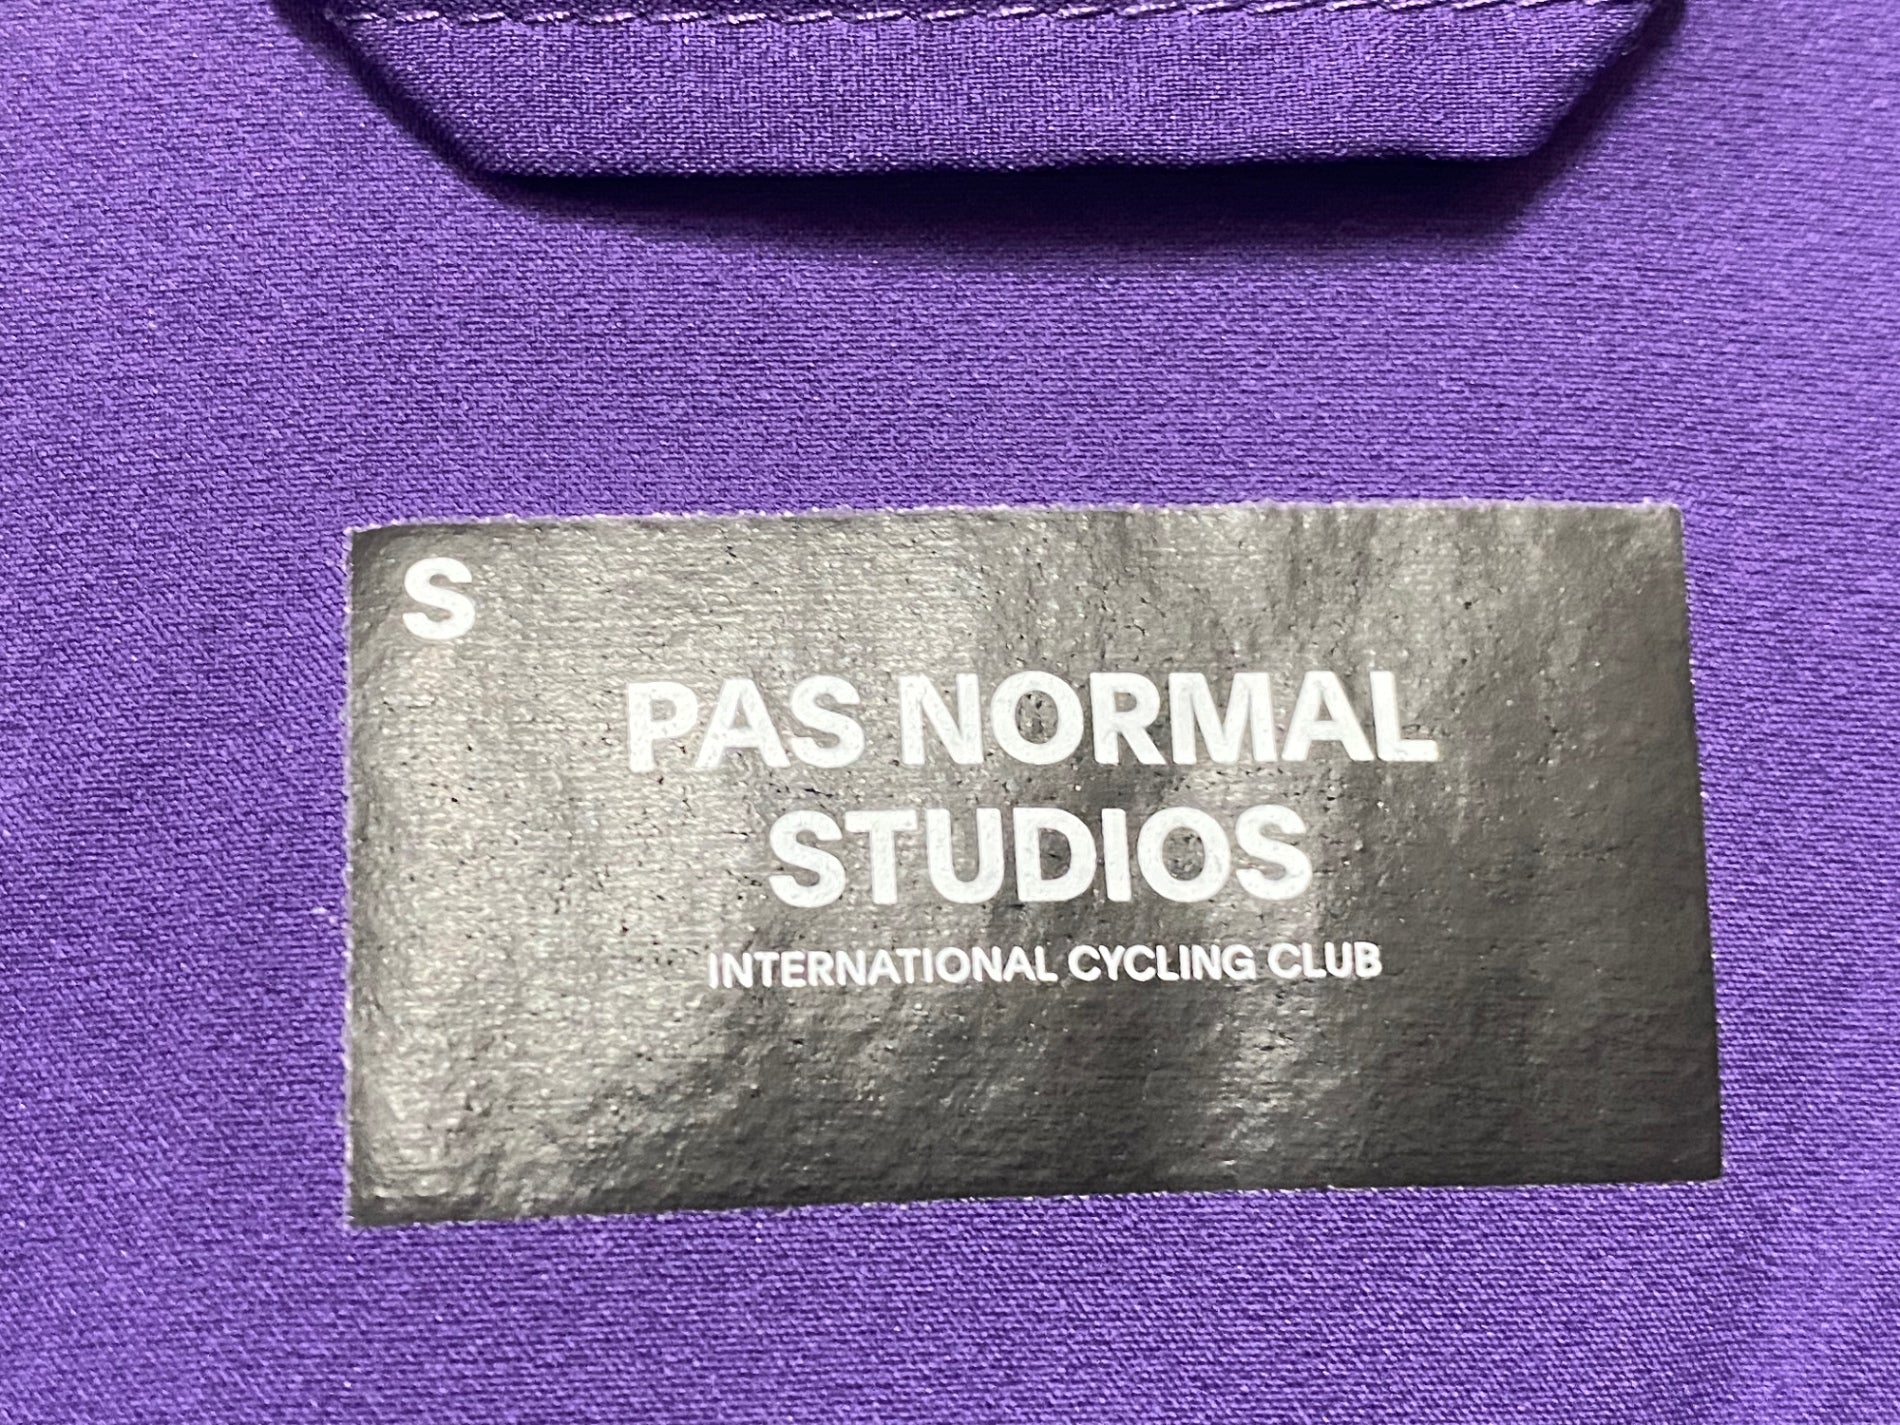 S
PAS NORMAL
STUDIOS
INTERNATIONAL CYCLING CLUB